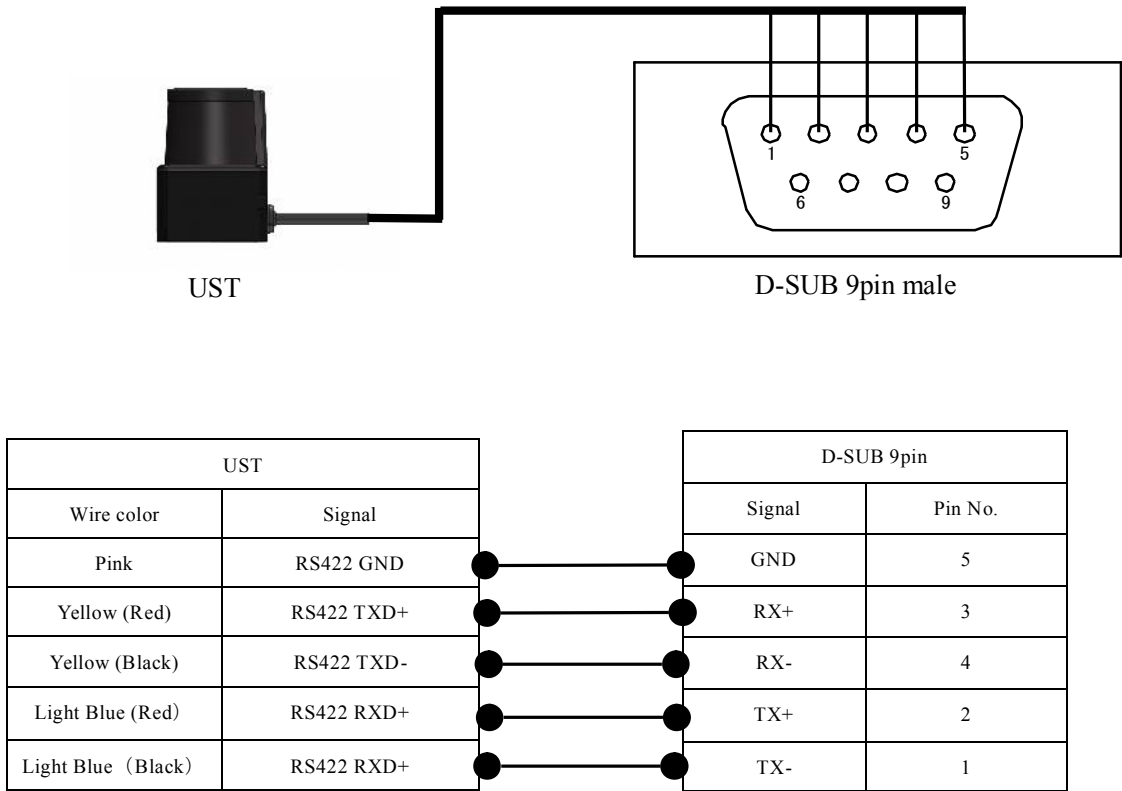 1 5
6 9
UST D-SUB 9pin male
UST D-SUB 9pin
Wire color Signal Signal Pin No.
Pink RS422 GND GND 5
Yellow (Red) RS422 TXD+ RX+ 3
Yellow (Black) RS422 TXD- RX- 4
Light Blue (Red） RS422 RXD+ TX+ 2
Light Blue（Black） RS422 RXD+ TX- 1